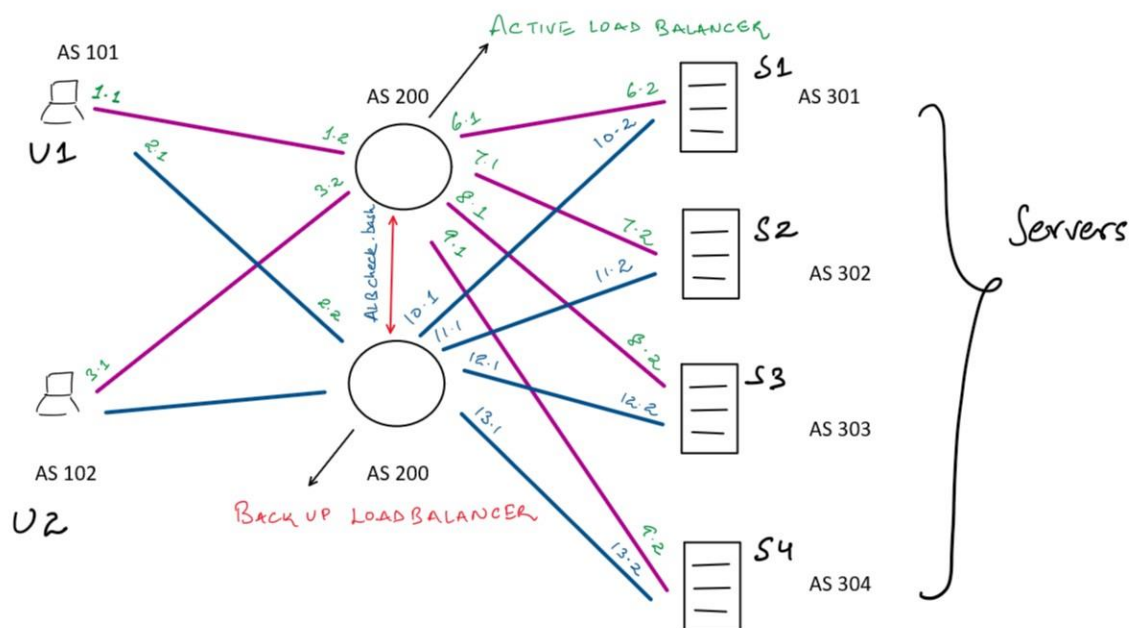 ACTIVE LOAD BALANCER
AS 101
AS 200
S1
AS 301
1.1
1.2
6.1
6.2
10.2
U1
2.1
3.2
7.1
7.2
8.1
9.1
S2
AS 302
Servers
ALBcheck.bash
11.2
2.2
10.1
11.1
8.2
3.1
12.1
12.2
S3
AS 303
13.1
AS 102
AS 200
U2
BACK UP LOADBALANCER
9.2
13.2
S4
AS 304